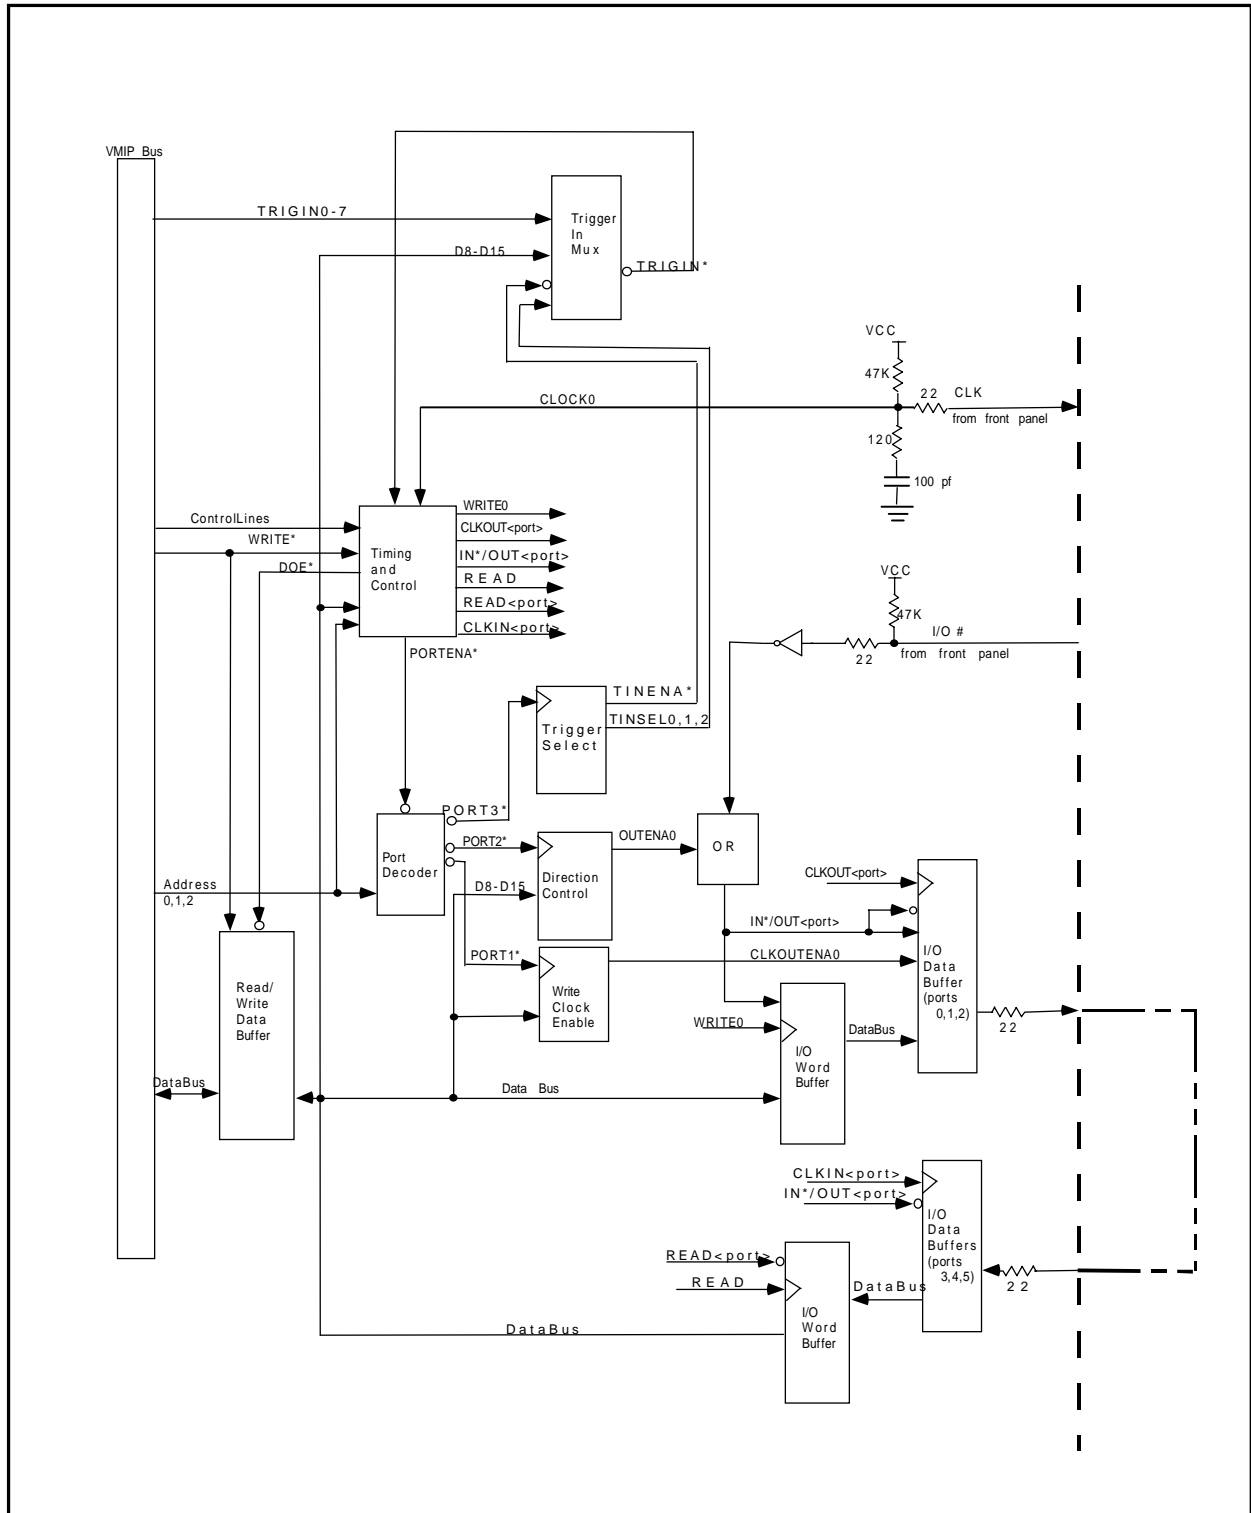 VMIP Bus
TRIGIN0-7
D8-D15
Trigger
In
Mux
TRIGIN*
VCC
47K
CLOCK0
22
CLK
from front panel
120
100 pf
ControlLines
WRITE*
DOE*
Timing
and
Control
WRITE0
CLKOUT<port>
IN*/OUT<port>
READ
READ<port>
CLKIN<port>
PORTENA*
VCC
47K
I/O #
from front panel
22
TINENA*
TINSEL0,1,2
Trigger
Select
PORT3*
PORT2*
Port
Decoder
D8-D15
Direction
Control
OUTENA0
OR
CLKOUT<port>
Address
0,1,2
IN*/OUT<port>
PORT1*
CLKOUTENA0
I/O
Data
Buffer
(ports
0,1,2)
Read/
Write
Data
Buffer
Write
Clock
Enable
WRITE0
DataBus
22
I/O
Word
Buffer
DataBus
Data Bus
CLKIN<port>
IN*/OUT<port>
I/O
Data
Buffers
(ports
3,4,5)
READ<port>
READ
DataBus
22
I/O
Word
Buffer
DataBus